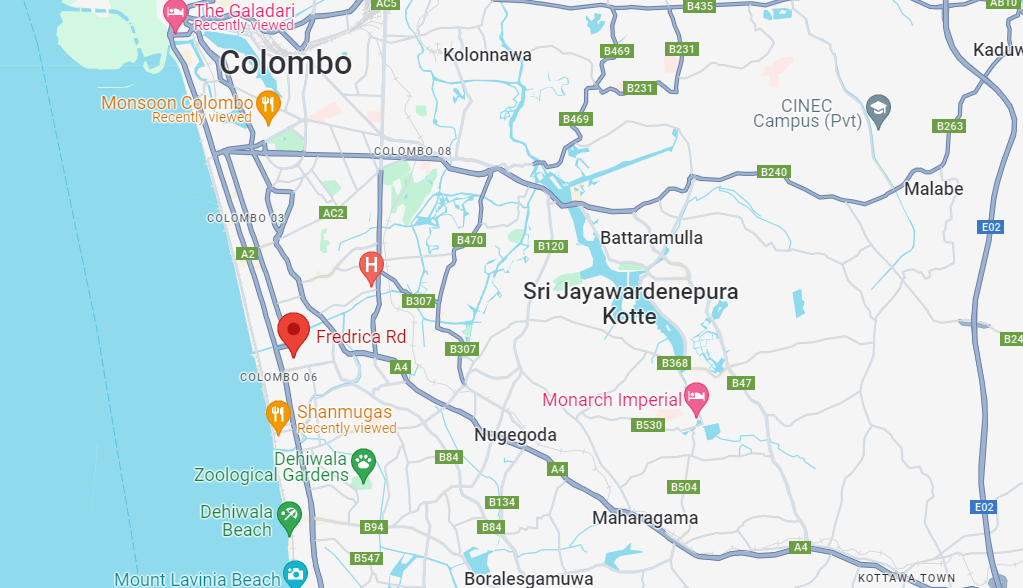 AC5
B435
AB10
The Galadari
Recently viewed
Colombo
Kolonnawa
B469
B231
Kaduw
B231
Monsoon Colombo
Recently viewed
CINEC
Campus (Pvt)
B469
B263
COLOMBO 08
B240
Malabe
COLOMBO 03
AC2
E02
A2
B470
B120
Battaramulla
H
B307
Sri Jayawardenepura
Kotte
Fredrica Rd
B24
B307
A4
B368
COLOMBO 06
B47
Monarch Imperial
Shanmugas
Recently viewed
B530
Nugegoda
Dehiwala
Zoological Gardens
B84
A4
B504
B134
E02
Dehiwala
Beach
B94
B84
Maharagama
A4
B547
Mount Lavinia Beach
Boralesgamuwa
KOTTAWA TOWN